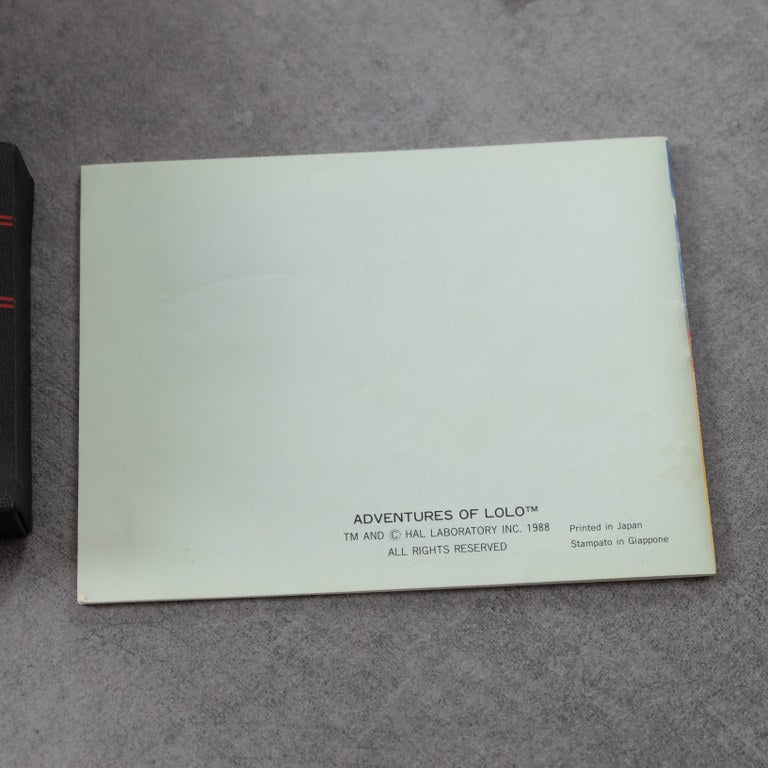 ADVENTURES OF LOLO™
TM AND © HAL LABORATORY INC. 1988
ALL RIGHTS RESERVED
Printed in Japan
Stampato in Giappone